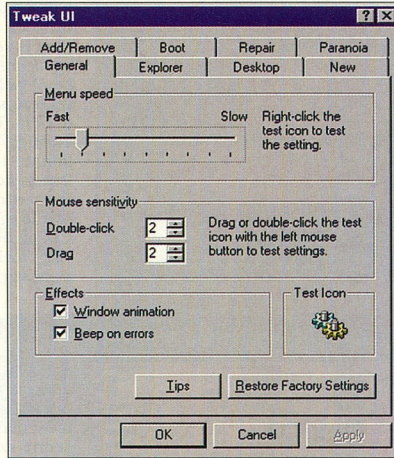 Tweak UI
Add/Remove Boot Repair Paranoia
General Explorer Desktop New
Menu speed
Fast Slow
Right-click the
test icon to test
the setting.
Mouse sensitivity
Double-click 2
Drag 2
Drag or double-click the test
icon with the left mouse
button to test settings.
Effects
Window animation
Beep on errors
Test Icon
Tips Restore Factory Settings
OK Cancel Apply